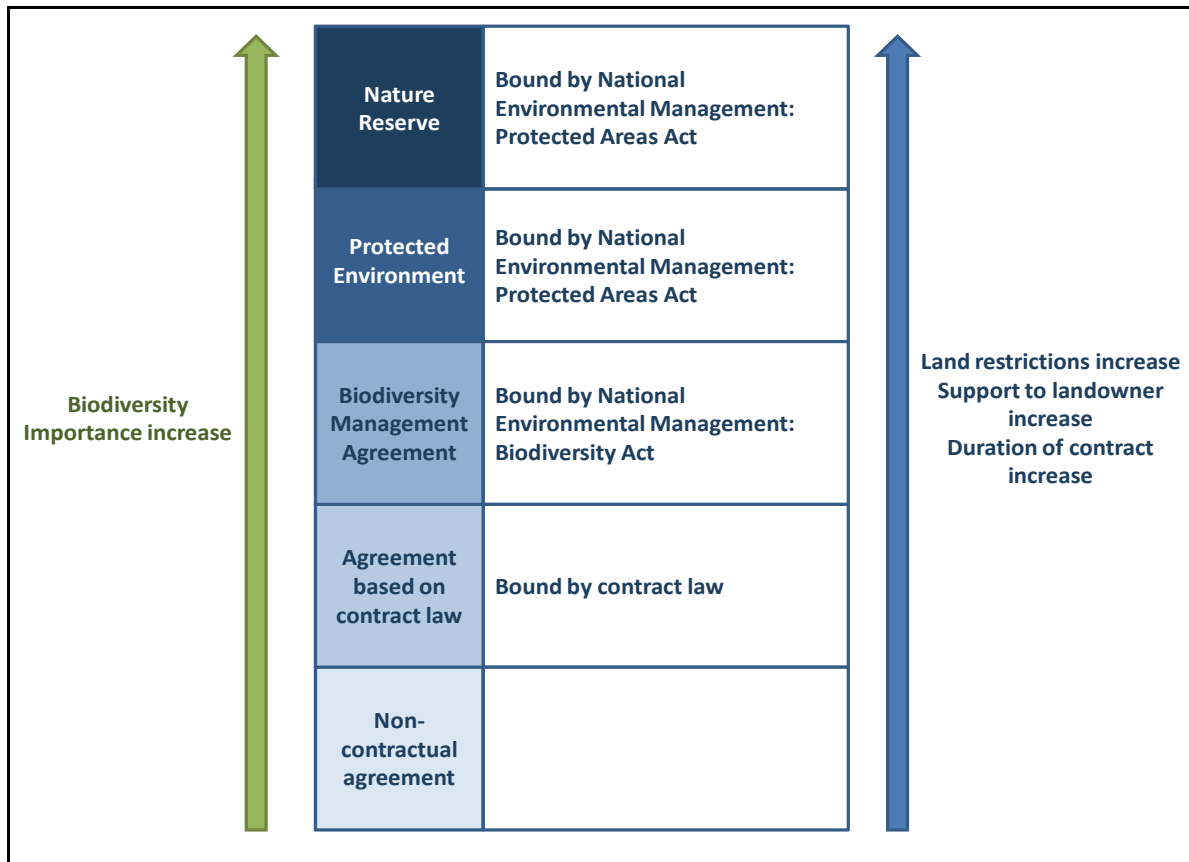 Nature
Reserve
Bound by National
Environmental Management:
Protected Areas Act
Protected
Environment
Bound by National
Environmental Management:
Protected Areas Act
Biodiversity
Importance increase
Biodiversity
Management
Agreement
Bound by National
Environmental Management:
Biodiversity Act
Land restrictions increase
Support to landowner
increase
Duration of contract
increase
Agreement
based on
contract law
Bound by contract law
Non-
contractual
agreement